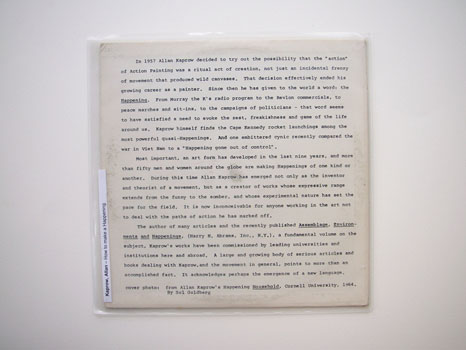 In 1957 Allan Kaprow decided to try out the possibility that the "action"
of Action Painting was a ritual act of creation, not just an incidental frenzy
of movement that produced wild canvases. That decision effectively ended his
growing career as a painter. Since then he has given to the world a word: the
Happening. From Murray the K's radio program to the Revlon commercials, to
peace marches and sit-ins, to the campaigns of politicians - that word seems
to have satisfied a need to evoke the zest, freakishness and game of the life
around us. Kaprow himself finds the Cape Kennedy rocket launchings among the
most powerful quasi-Happenings. And one embittered cynic recently compared the
war in Viet Nam to a "Happening gone out of control".
Most important, an art form has developed in the last nine years, and more
than fifty men and women around the globe are making Happenings of one kind or
another. During this time Allan Kaprow has emerged not only as the inventor
and theorist of a movement, but as a creator of works whose expressive range
extends from the funny to the somber, and whose experimental nature has set the
pace for the field. It is now inconceivable for anyone working in the art not
to deal with the paths of action he has marked off.
The author of many articles and the recently published Assemblage, Environ-
ments and Happenings, (Harry N. Abrams, Inc., N.Y.), a fundamental volume on the
subject, Kaprow's works have been commissioned by leading universities and
institutions here and abroad. A large and growing body of serious articles and
books dealing with Kaprow, and the movement in general, points to more than an
accomplished fact. It acknowledges perhaps the emergence of a new language.
cover photo: from Allan Kaprow's Happening Household, Cornell University, 1964,
By Sol Goldberg
Kaprow, Allan - How to make a Happening